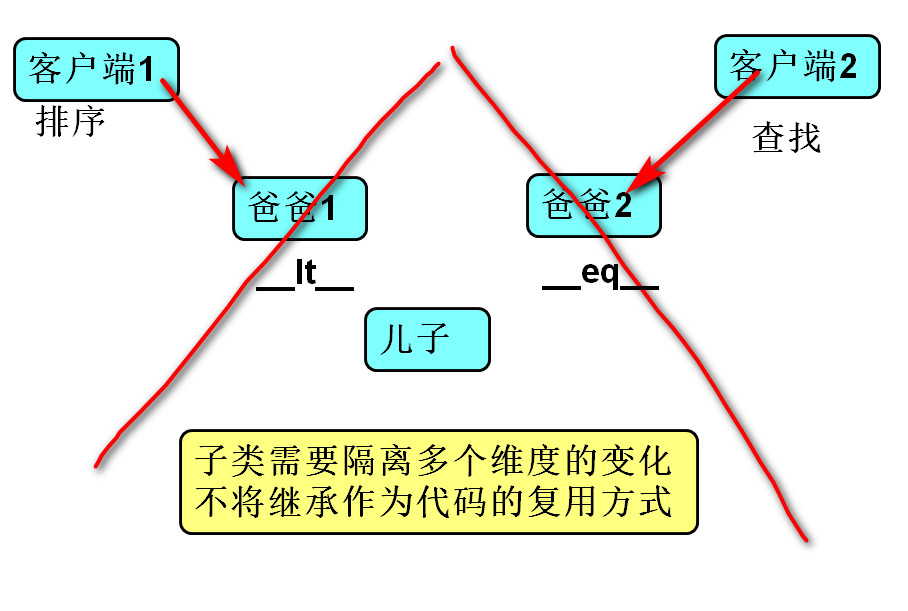 客户端1
客户端2
排序
查找
爸爸1
爸爸2
__lt__
__eq__
儿子
子类需要隔离多个维度的变化
不将继承作为代码的复用方式